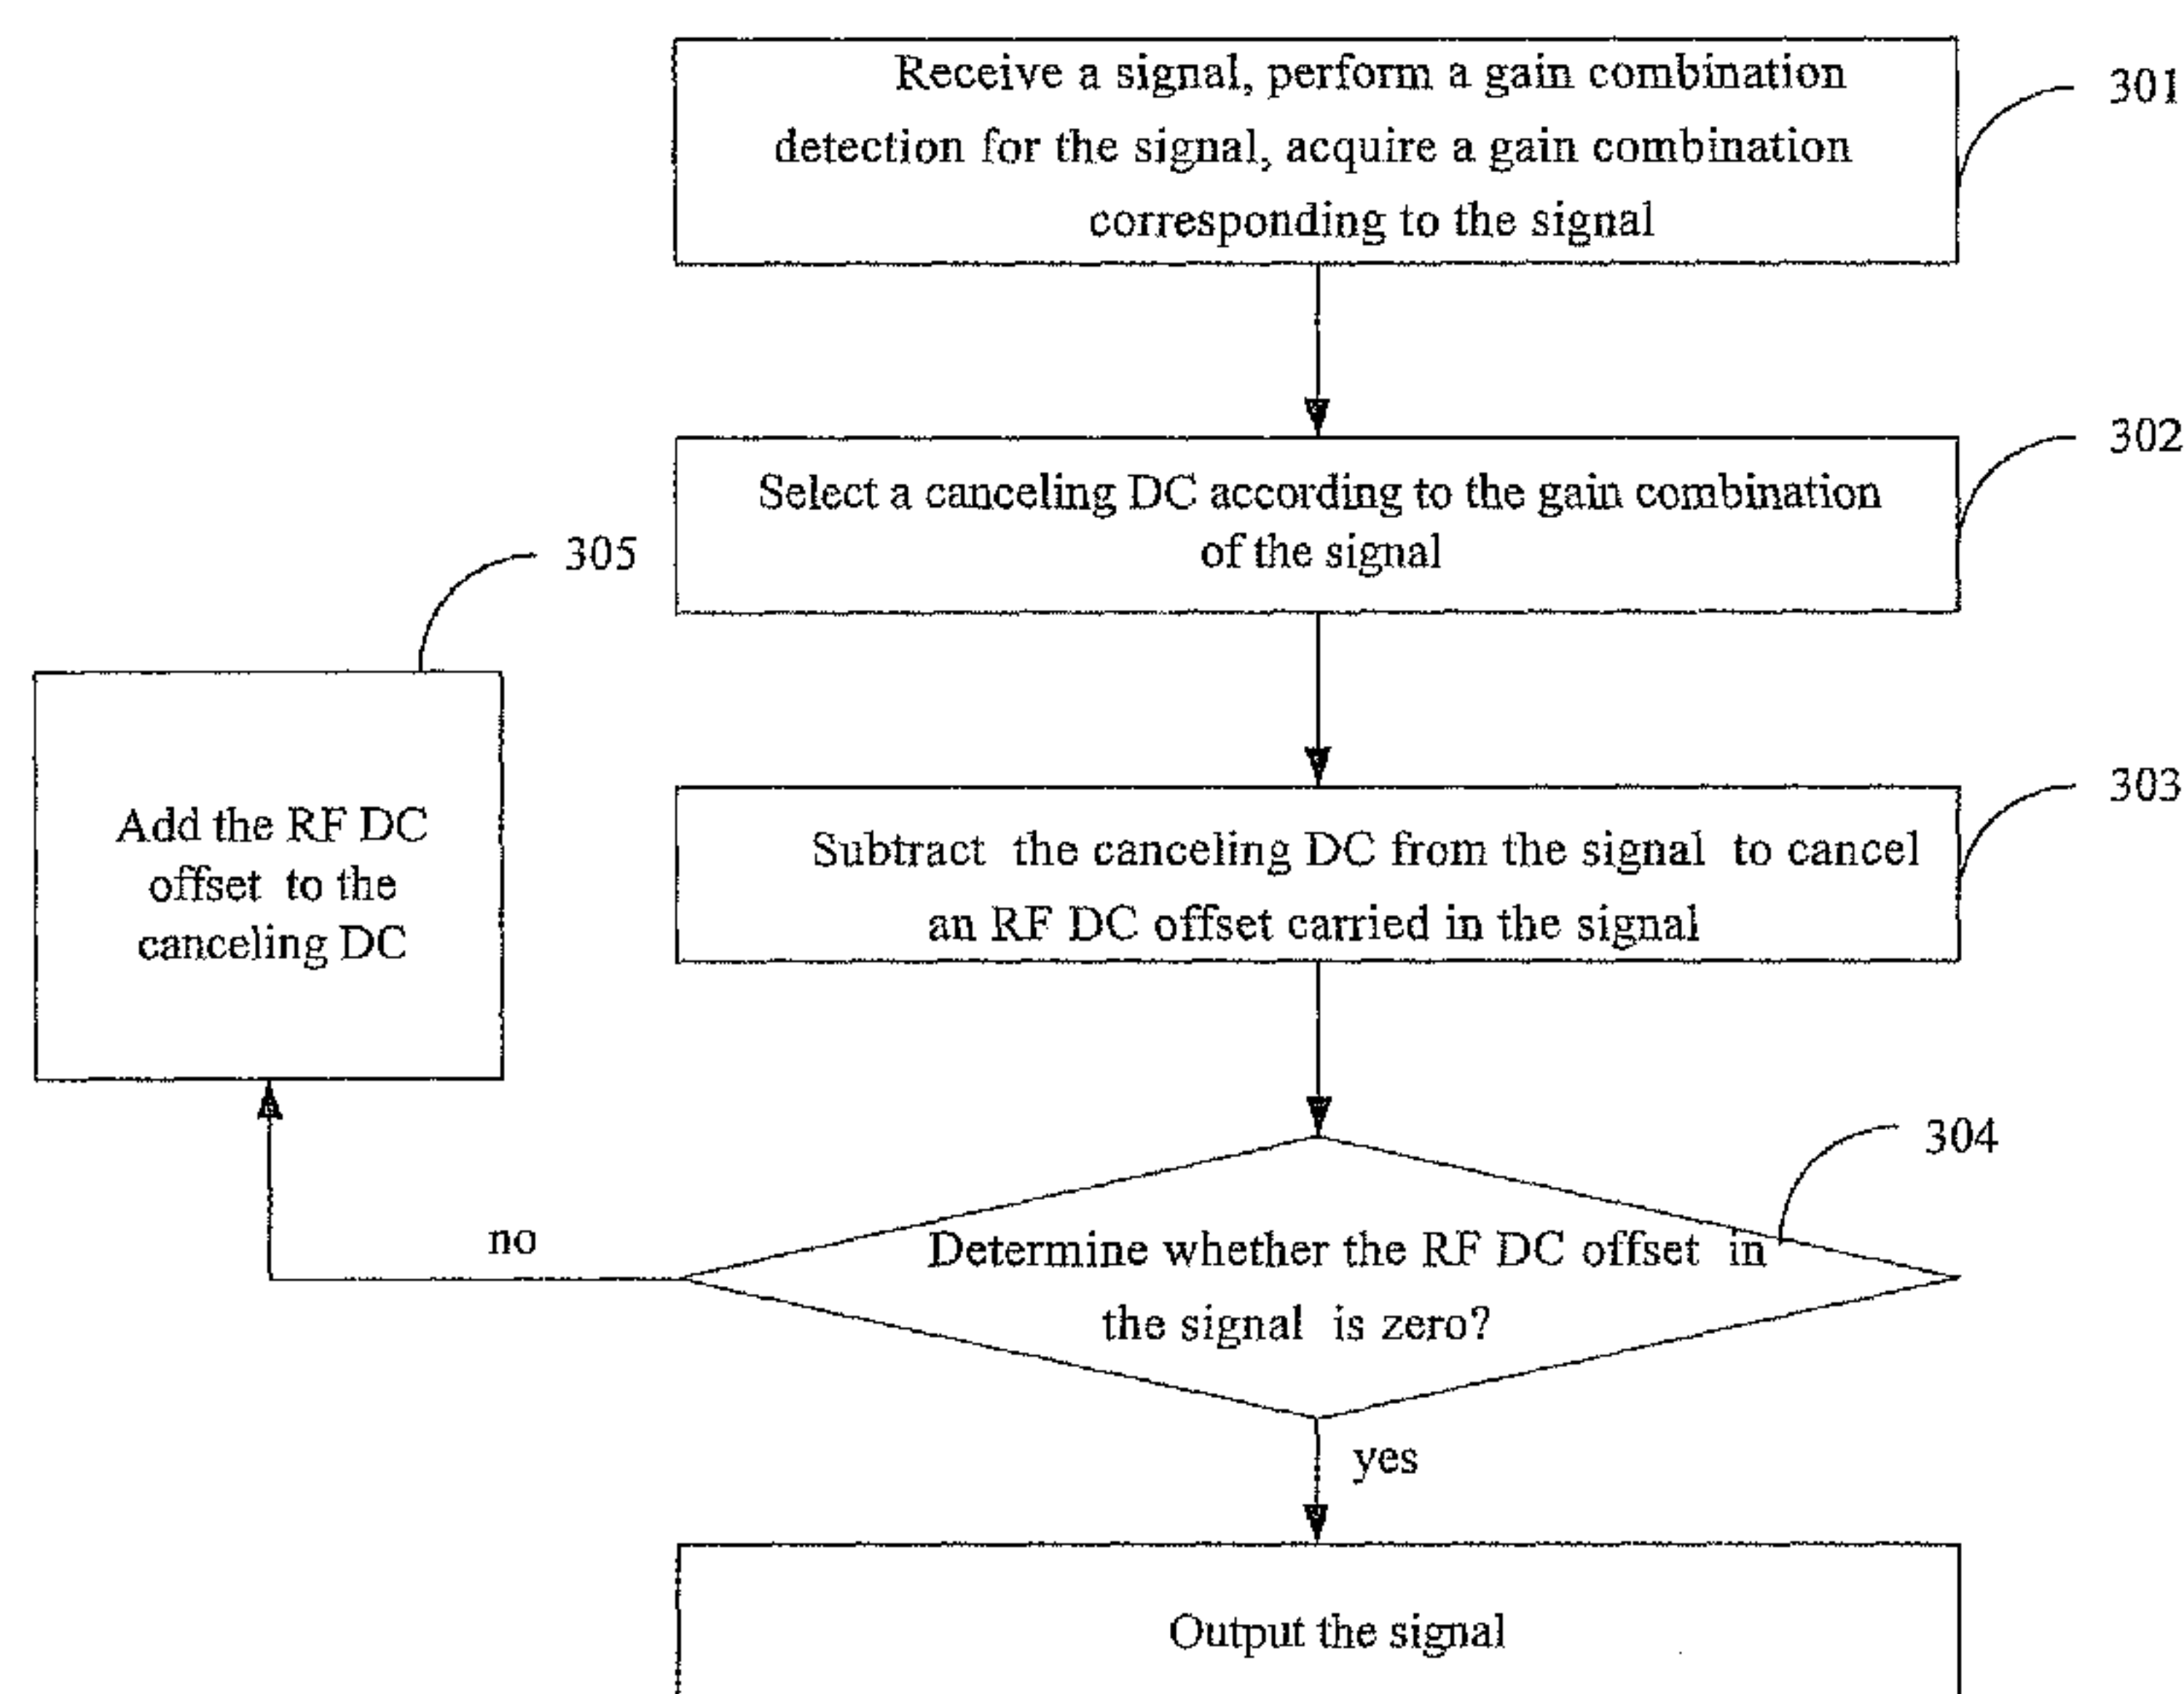 Receive a signal, perform a gain combination
detection for the signal, acquire a gain combination
corresponding to the signal
301
Select a canceling DC according to the gain combination
of the signal
302
305
Add the RF DC
offset to the
canceling DC
Subtract the canceling DC from the signal to cancel
an RF DC offset carried in the signal
303
304
Determine whether the RF DC offset in
the signal is zero?
no
yes
Output the signal